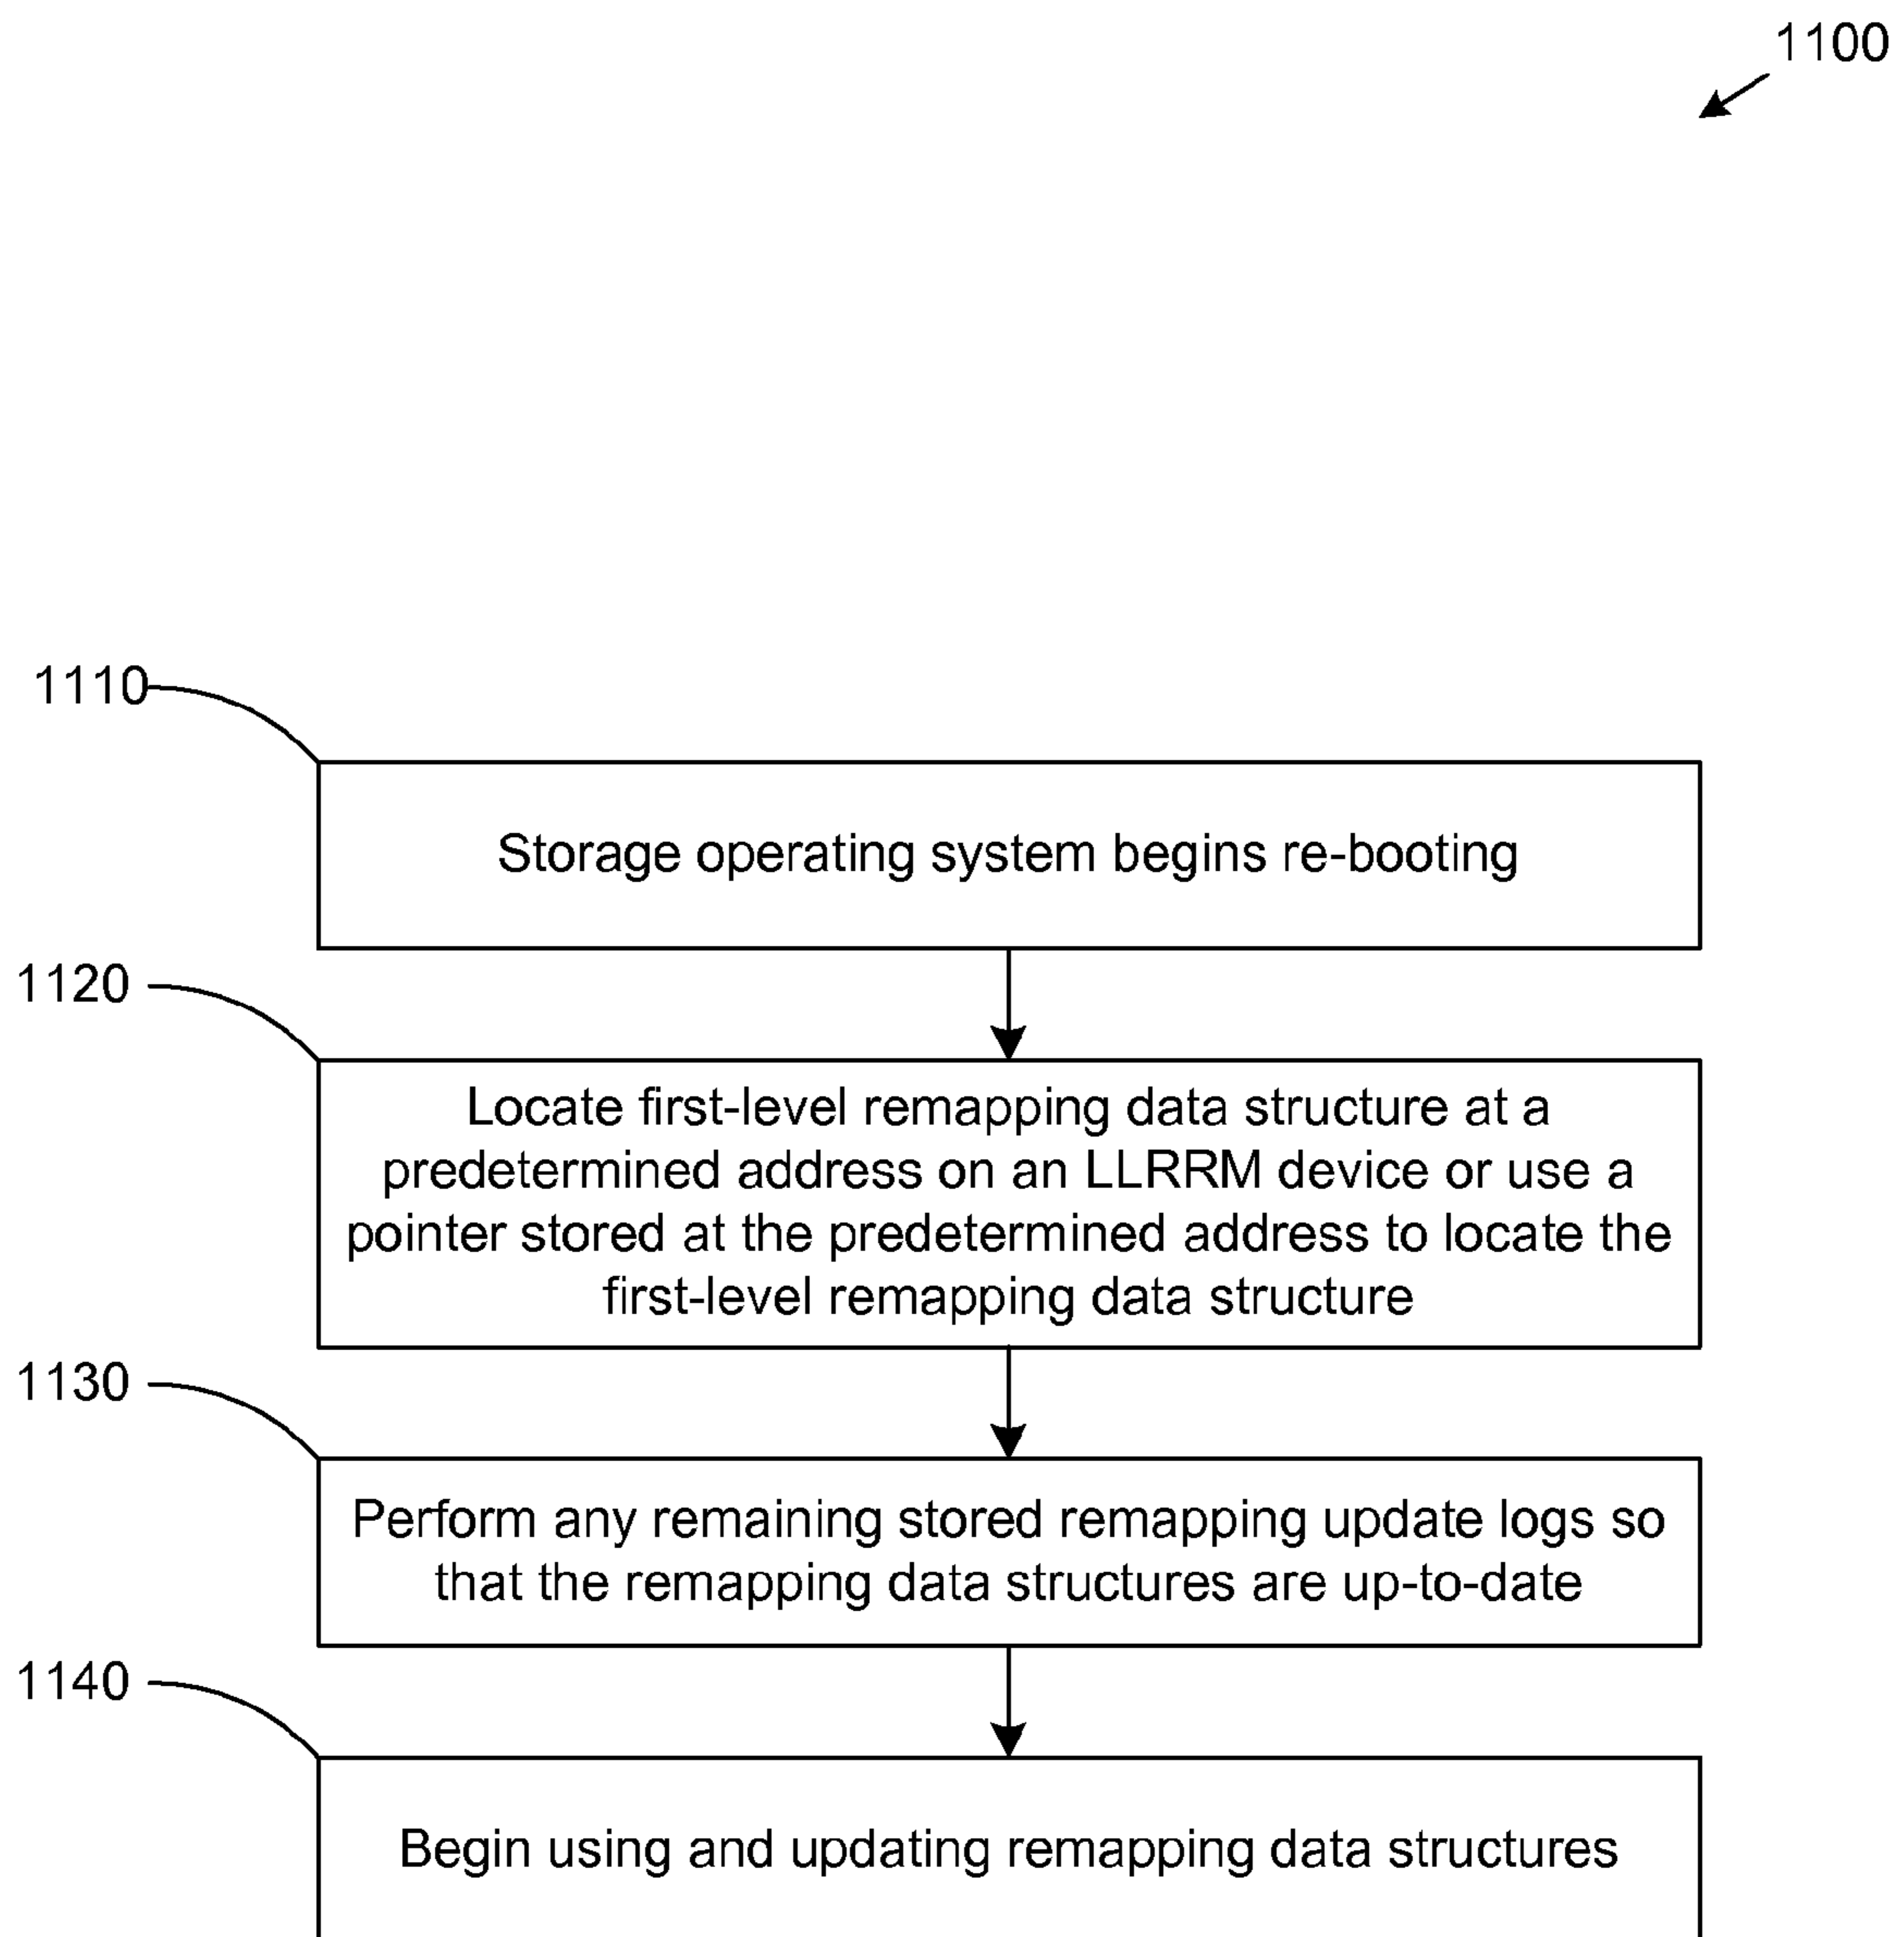 1100
1110
Storage operating system begins re-booting
1120
Locate first-level remapping data structure at a
predetermined address on an LLRRM device or use a
pointer stored at the predetermined address to locate the
first-level remapping data structure
1130
Perform any remaining stored remapping update logs so
that the remapping data structures are up-to-date
1140
Begin using and updating remapping data structures